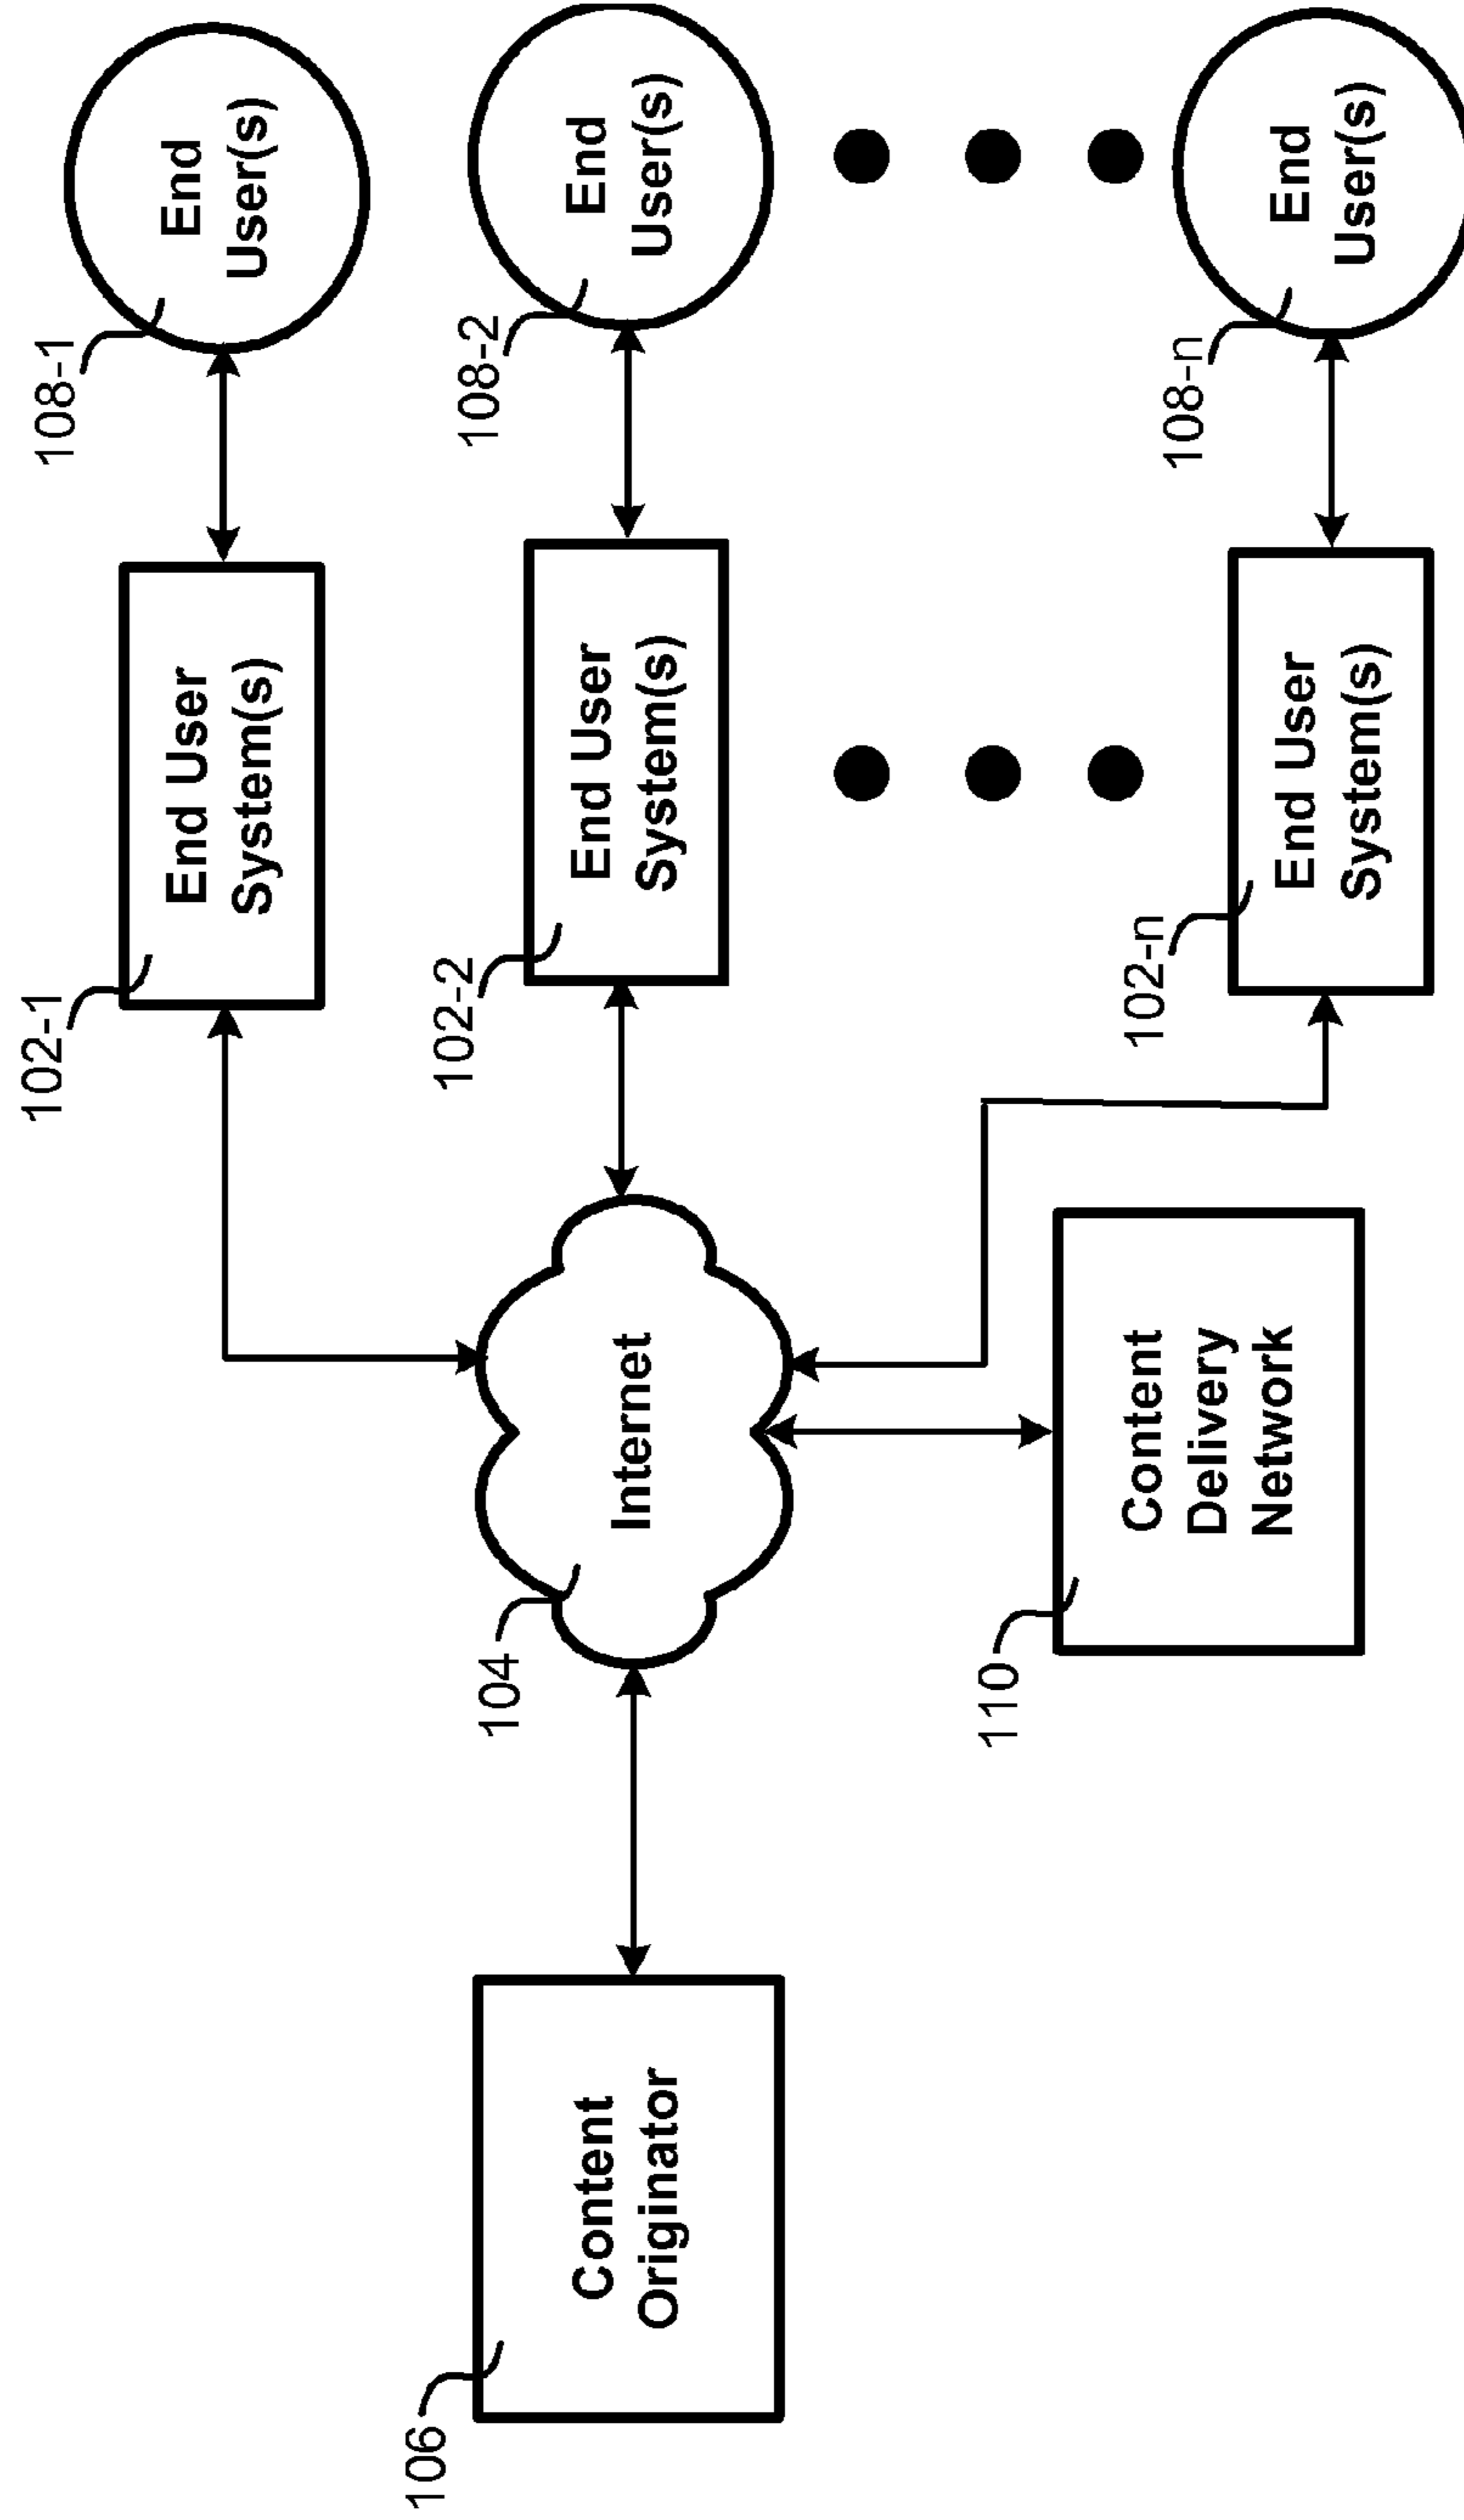 108-1
End
User(s)
108-2
End
User(s)
108-n
End
User(s)
102-1
End User
System(s)
102-2
End User
System(s)
102-n
End User
System(s)
104
Internet
110
Content
Delivery
Network
106
Content
Originator